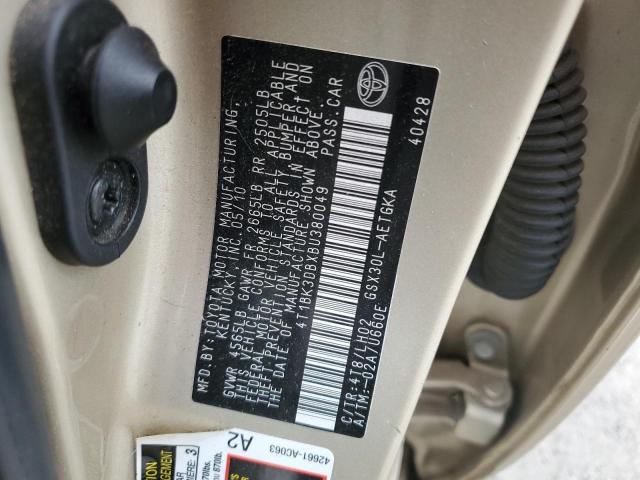 MFD. BY: TOYOTA MOTOR MANUFACTURING,
KENTUCKY, INC. 05/10
GVWR 4565LB GAWR FR 2665LB RR 2505LB
THIS VEHICLE CONFORMS TO ALL APPLICABLE
FEDERAL MOTOR VEHICLE SAFETY, BUMPER, AND
THEFT PREVENTION STANDARDS IN EFFECT ON
THE DATE OF MANUFACTURE SHOWN ABOVE.
4T1BK3DBXBU380049 PASS. CAR
C/TR:4T8/LH02 GSX30L-AETGKA
A/TM:-02A/U660E
40428
42661-AC063
A2
3